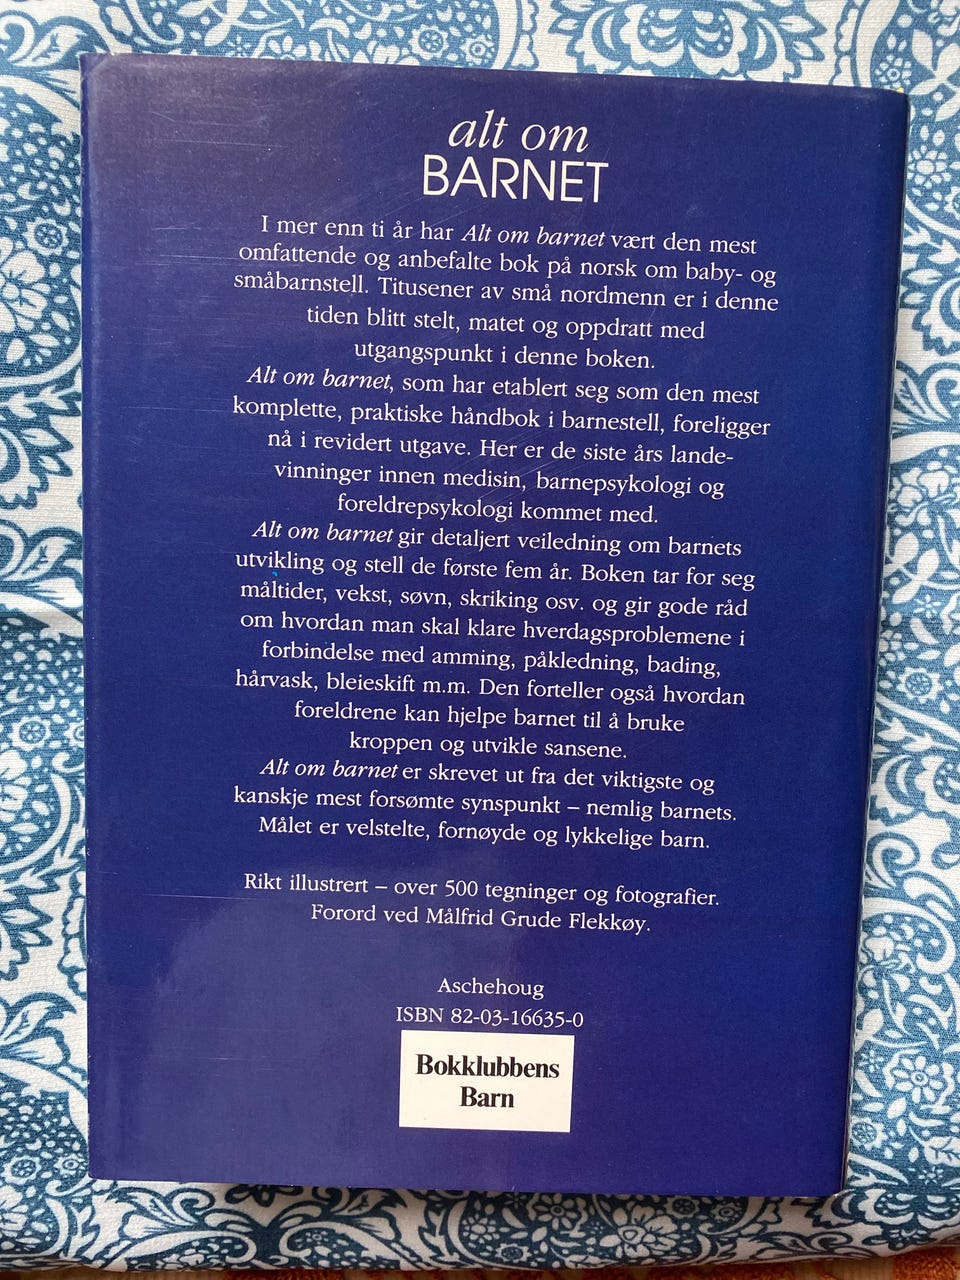 alt om
BARNET
I mer enn ti år har Alt om barnet vært den mest
omfattende og anbefalte bok på norsk om baby- og
småbarnstell. Titusener av små nordmenn er i denne
tiden blitt stelt, matet og oppdratt med
utgangspunkt i denne boken.
Alt om barnet, som har etablert seg som den mest
komplette, praktiske håndbok i barnestell, foreligger
nå i revidert utgave. Her er de siste års lande-
vinninger innen medisin, barnepsykologi og
foreldrepsykologi kommet med.
Alt om barnet gir detaljert veiledning om barnets
utvikling og stell de første fem år. Boken tar for seg
måltider, vekst, søvn, skriking osv. og gir gode råd
om hvordan man skal klare hverdagsproblemene i
forbindelse med amming, påkledning, bading,
hårvask, bleieskift m.m. Den forteller også hvordan
foreldrene kan hjelpe barnet til å bruke
kroppen og utvikle sansene.
Alt om barnet er skrevet ut fra det viktigste og
kanskje mest forsømte synspunkt – nemlig barnets.
Målet er velstelte, fornøyde og lykkelige barn.
Rikt illustrert – over 500 tegninger og fotografier.
Forord ved Målfrid Grude Flekkøy.
Aschehoug
ISBN 82-03-16635-0
Bokklubbens
Barn